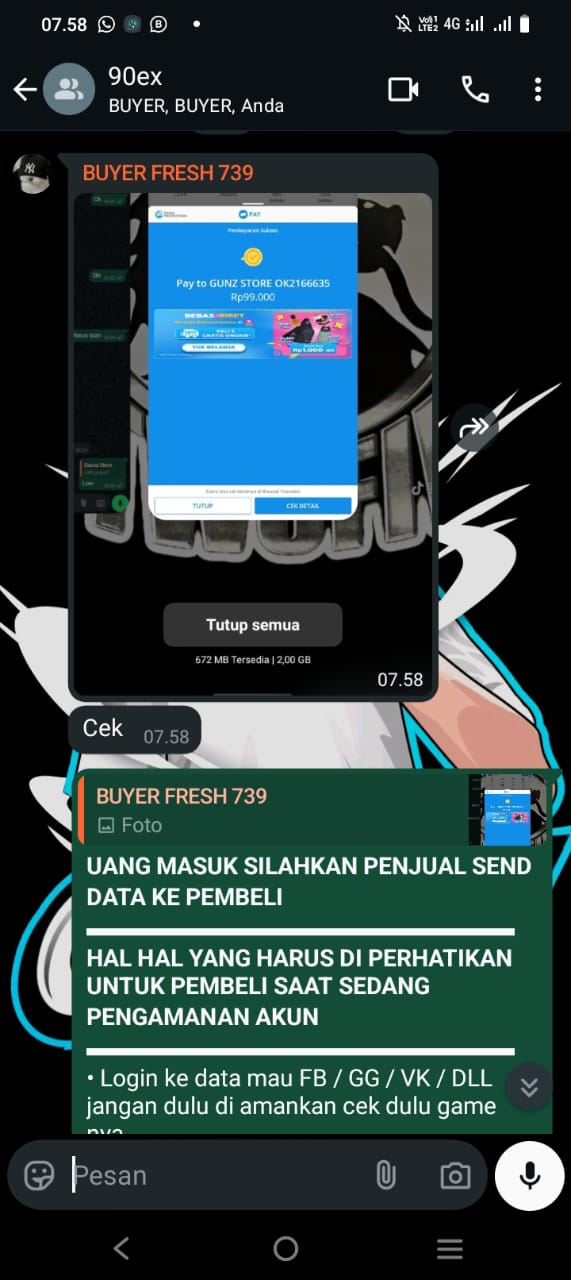 07.58
4G
90ex
BUYER, BUYER, Anda
BUYER FRESH 739
PAY
Pembayaran Sukses
Pay to GUNZ STORE OK2166635
Rp99.000
BEBAS RIBET
GRATIS ONGKIR
YUK BELANJA
Rp1.000-an
TUTUP
CEK DETAIL
Tutup semua
672 MB Tersedia | 2,00 GB
07.58
Cek
07.58
BUYER FRESH 739
Foto
UANG MASUK SILAHKAN PENJUAL SEND
DATA KE PEMBELI
HAL HAL YANG HARUS DI PERHATIKAN
UNTUK PEMBELI SAAT SEDANG
PENGAMANAN AKUN
• Login ke data mau FB / GG / VK / DLL
jangan dulu di amankan cek dulu game
nya
Pesan